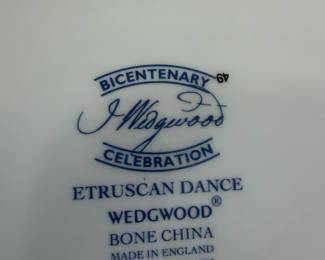 BICENTENARY
49
J Wedgwood
CELEBRATION
ETRUSCAN DANCE
WEDGWOOD®
BONE CHINA
MADE IN ENGLAND